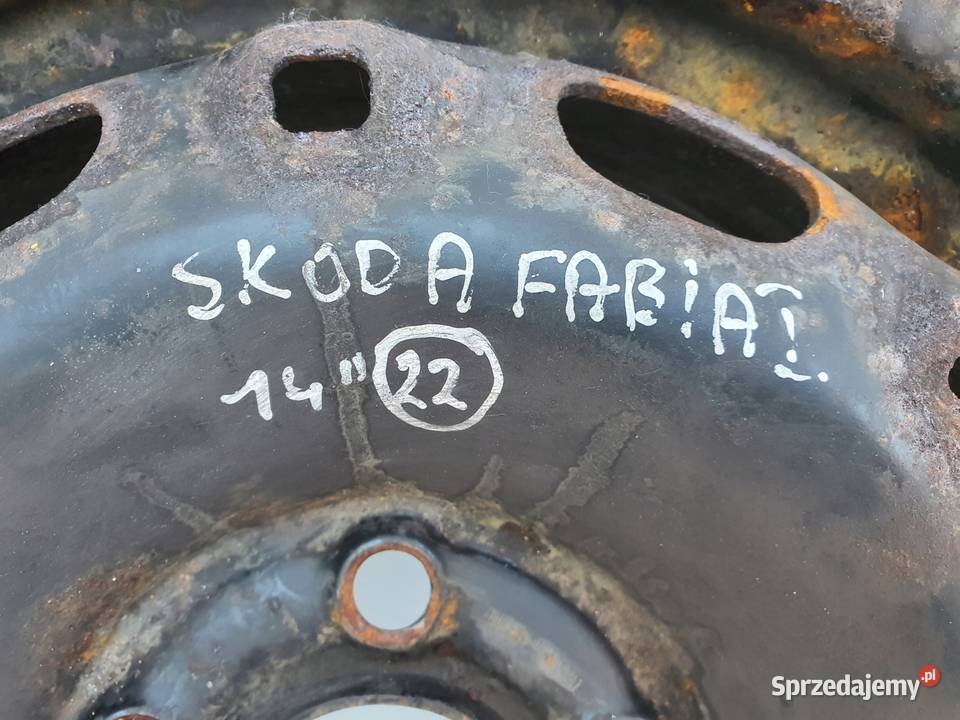 SKODA FABiA I.
14" 22
Sprzedajemy.pl